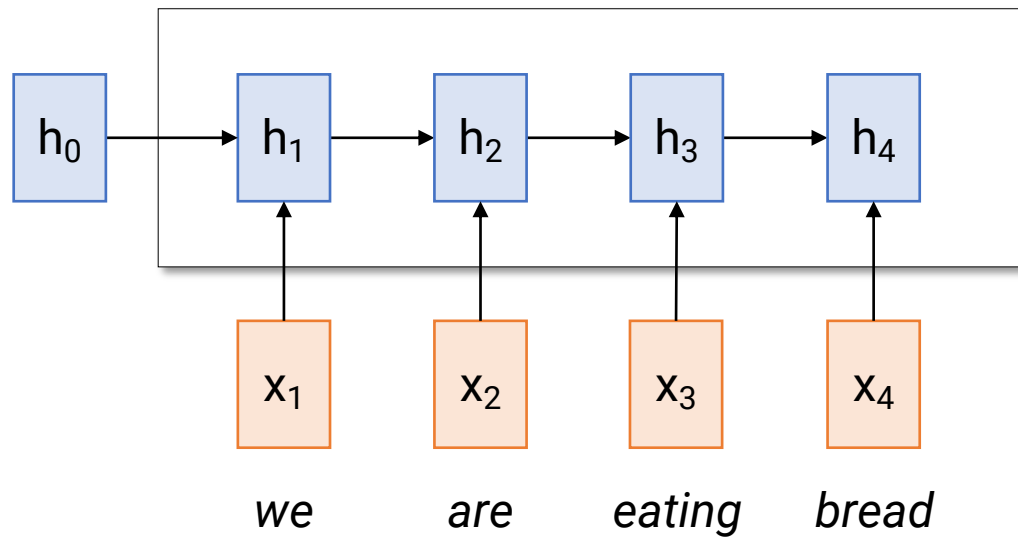 h₀ h₁ h₂ h₃ h₄
x₁ x₂ x₃ x₄
we are eating bread